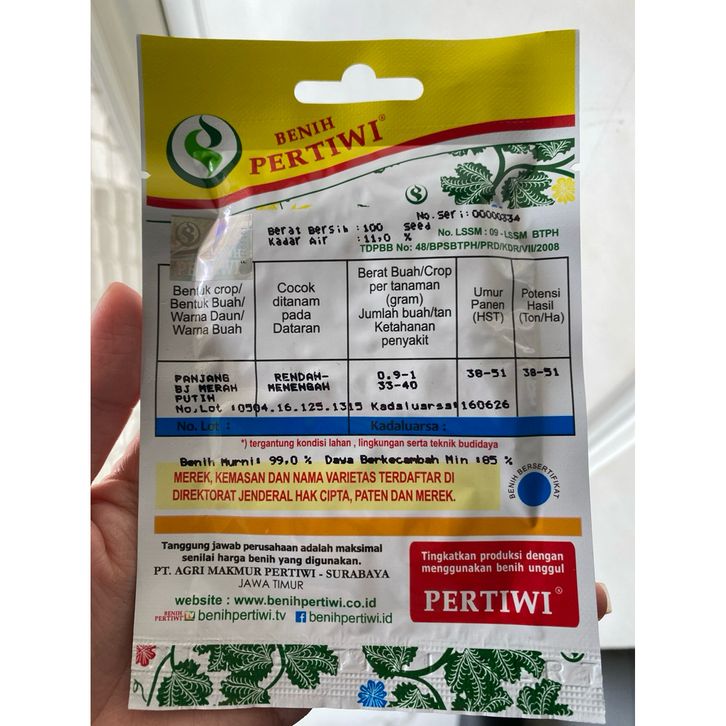 BENIH
PERTIWI®
No.Seri:00000334
Berat Bersih :100 Seed
Kadar Air :11,0 %
No. LSSM : 09 -LSSM BTPH
TDPBB No: 48/BPSBTPH/PRD/KDR/VII/2008
Bentuk crop/
Bentuk Buah/
Warna Daun/
Warna Buah
Cocok
ditanam
pada
Dataran
Berat Buah/Crop
per tanaman
(gram)
Jumlah buah/tan
Ketahanan
penyakit
Umur
Panen
(HST)
Potensi
Hasil
(Ton/Ha)
PANJANG
BJ MERAH
PUTIH
RENDAH-
MENENGAH
0.9-1
33-40
38-51
38-51
No.Lot :0504.16.125.1315 Kadaluarsa:160626
No. Lot : Kadaluarsa :
*) tergantung kondisi lahan , lingkungan serta teknik budidaya
Benih Murni: 99,0 % Daya Berkecambah Min :85 %
MEREK, KEMASAN DAN NAMA VARIETAS TERDAFTAR DI
DIREKTORAT JENDERAL HAK CIPTA, PATEN DAN MEREK.
BENIH BERSERTIFIKAT
Tanggung jawab perusahaan adalah maksimal
senilai harga benih yang digunakan.
PT. AGRI MAKMUR PERTIWI - SURABAYA
JAWA TIMUR
website : www.benihpertiwi.co.id
BENIH PERTIWI TV benihpertiwi.tv f benihpertiwi.id
Tingkatkan produksi dengan
menggunakan benih unggul
PERTIWI®